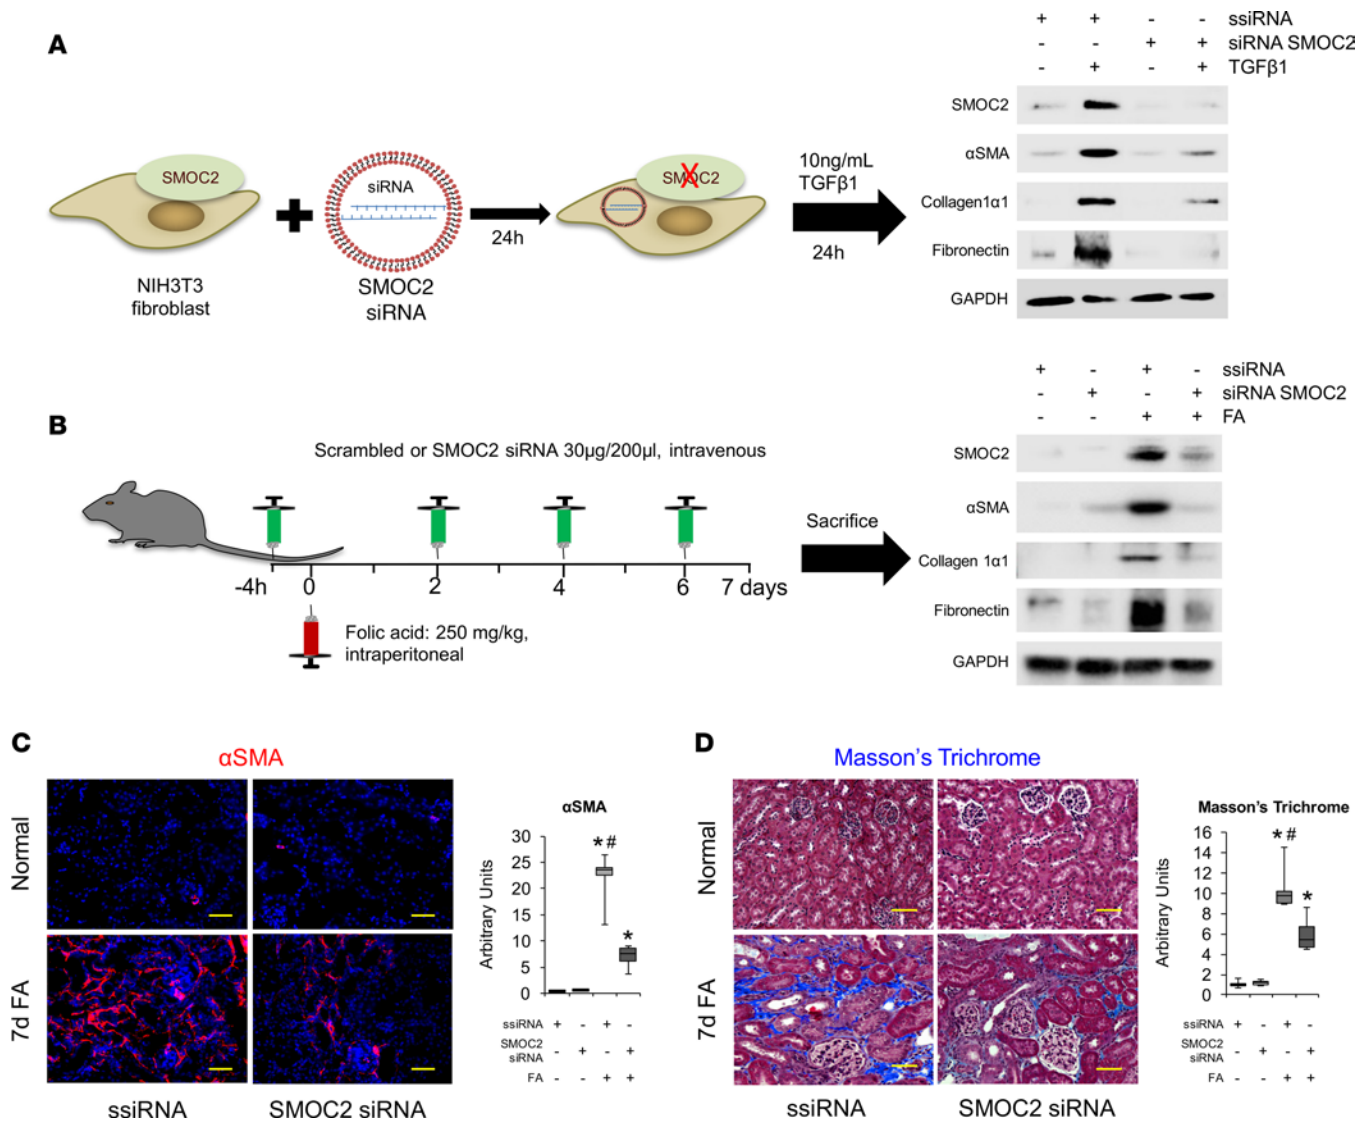 A
SMOC2
NIH3T3
fibroblast
siRNA
SMOC2
siRNA
24h
SMOC2
X
10ng/mL
TGFβ1
24h
+ + - - ssiRNA
- - + + siRNA SMOC2
- + - + TGFβ1
SMOC2
αSMA
Collagen1α1
Fibronectin
GAPDH
B
Scrambled or SMOC2 siRNA 30µg/200µl, intravenous
-4h 0 2 4 6 7 days
Folic acid: 250 mg/kg,
intraperitoneal
Sacrifice
+ - + - ssiRNA
- + - + siRNA SMOC2
- - + + FA
SMOC2
αSMA
Collagen 1α1
Fibronectin
GAPDH
C
αSMA
Normal
7d FA
ssiRNA SMOC2 siRNA
αSMA
Arbitrary Units
30
25
20
15
10
5
0
* #
*
ssiRNA + - + -
SMOC2
siRNA - + - +
FA - - + +
D
Masson's Trichrome
Normal
7d FA
ssiRNA SMOC2 siRNA
Masson's Trichrome
Arbitrary Units
16
14
12
10
8
6
4
2
0
* #
*
ssiRNA + - + -
SMOC2
siRNA - + - +
FA - - + +